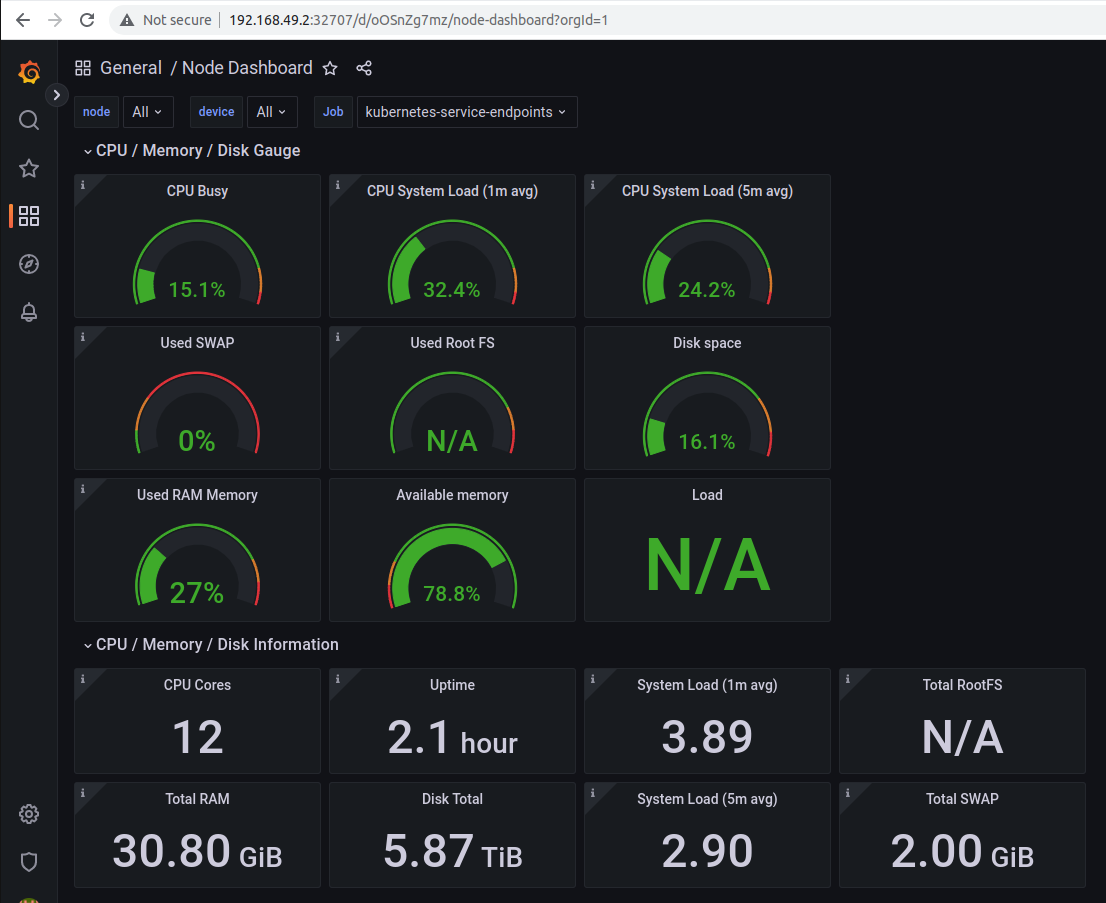 Not secure | 192.168.49.2:32707/d/oOSnZg7mz/node-dashboard?orgId=1
General / Node Dashboard
node All device All Job kubernetes-service-endpoints
CPU / Memory / Disk Gauge
CPU Busy
15.1%
CPU System Load (1m avg)
32.4%
CPU System Load (5m avg)
24.2%
Used SWAP
0%
Used Root FS
N/A
Disk space
16.1%
Used RAM Memory
27%
Available memory
78.8%
Load
N/A
CPU / Memory / Disk Information
CPU Cores
12
Uptime
2.1 hour
System Load (1m avg)
3.89
Total RootFS
N/A
Total RAM
30.80 GiB
Disk Total
5.87 TiB
System Load (5m avg)
2.90
Total SWAP
2.00 GiB